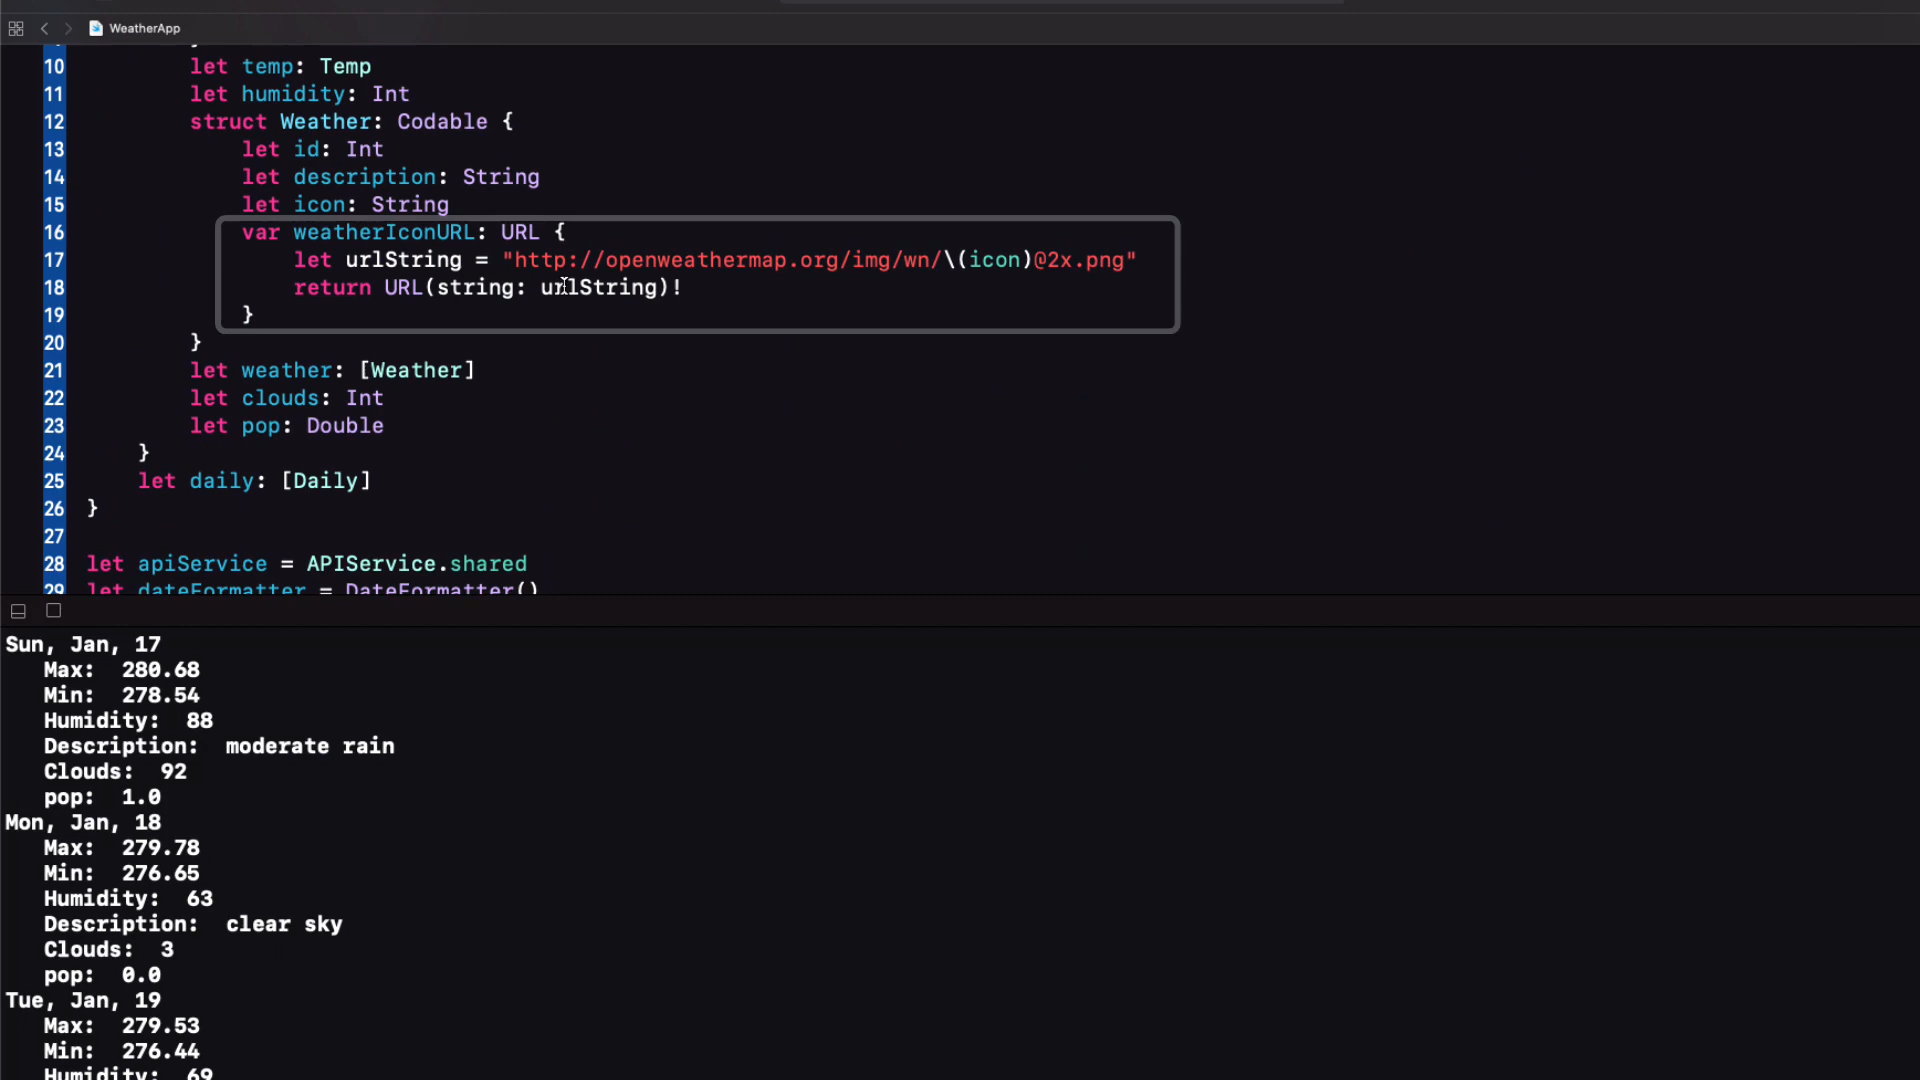 WeatherApp
10 let temp: Temp
11 let humidity: Int
12 struct Weather: Codable {
13 let id: Int
14 let description: String
15 let icon: String
16 var weatherIconURL: URL {
17 let urlString = "http://openweathermap.org/img/wn/\(icon)@2x.png"
18 return URL(string: urlString)!
19 }
20 }
21 let weather: [Weather]
22 let clouds: Int
23 let pop: Double
24 }
25 let daily: [Daily]
26 }
27
28 let apiService = APIService.shared
29 let dateFormatter = DateFormatter()
Sun, Jan, 17
Max:  280.68
Min:  278.54
Humidity:  88
Description:  moderate rain
Clouds:  92
pop:  1.0
Mon, Jan, 18
Max:  279.78
Min:  276.65
Humidity:  63
Description:  clear sky
Clouds:  3
pop:  0.0
Tue, Jan, 19
Max:  279.53
Min:  276.44
Humidity:  69